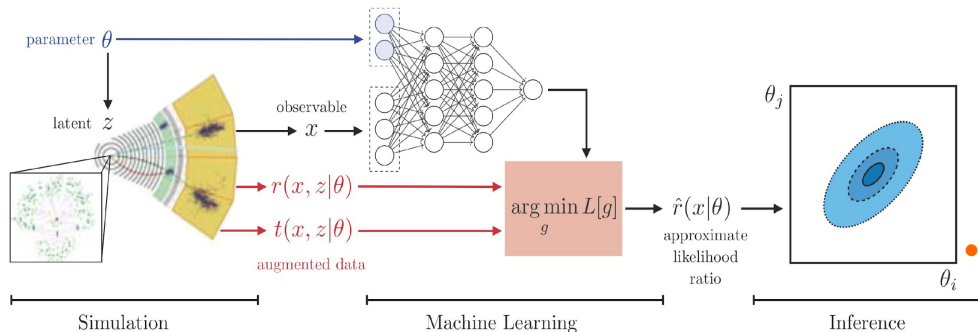 parameter θ
latent z
observable
x
r(x, z|θ)
t(x, z|θ)
augmented data
arg min L[g]
g
r̂(x|θ)
approximate
likelihood
ratio
θj
θi
Simulation
Machine Learning
Inference